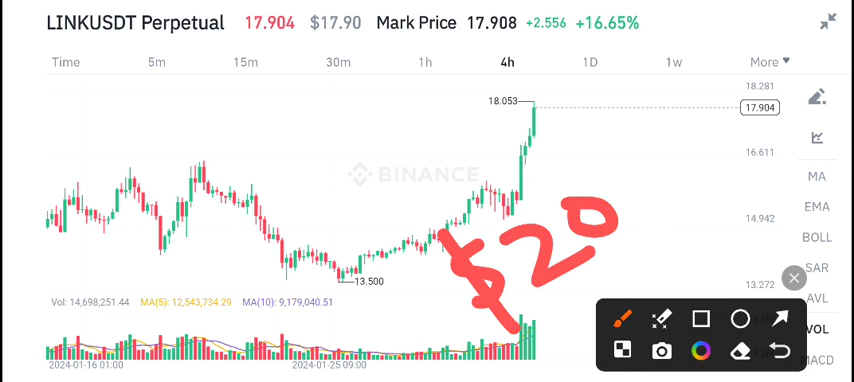 LINKUSDT Perpetual 17.904 $17.90 Mark Price 17.908 +2.556 +16.65%
Time 5m 15m 30m 1h 4h 1D 1w More
18.281
18.053
17.904
16.611
BINANCE
MA
EMA
14.942
BOLL
$20
SAR
13.500
13.272
AVL
Vol: 14,698,251.44 MA(5): 12,543,734.29 MA(10): 9,179,040.51
VOL
MACD
2024-01-16 01:00 2024-01-25 09:00